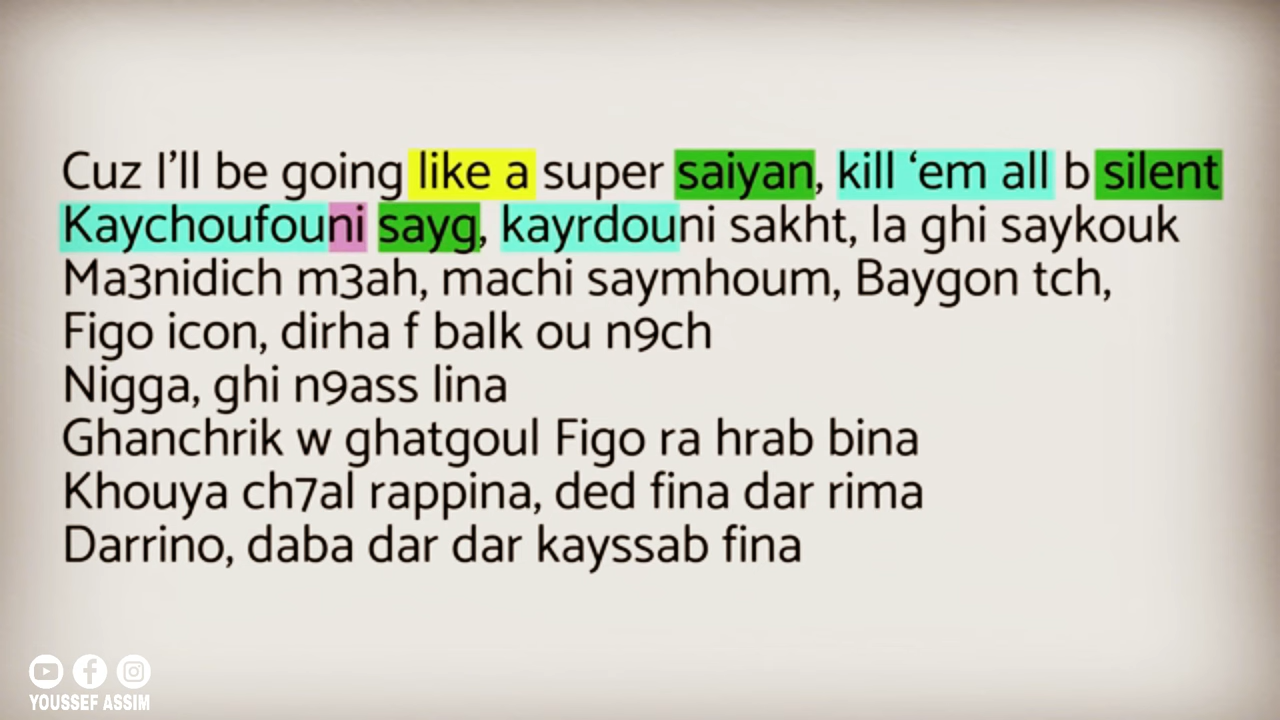 Cuz I'll be going like a super saiyan, kill ‘em all b silent
Kaychoufouni sayg, kayrdouni sakht, la ghi saykouk
Ma3nidich m3ah, machi saymhoum, Baygon tch,
Figo icon, dirha f balk ou n9ch
Nigga, ghi n9ass lina
Ghanchrik w ghatgoul Figo ra hrab bina
Khouya ch7al rappina, ded fina dar rima
Darrino, daba dar dar kayssab fina
YOUSSEF ASSIM